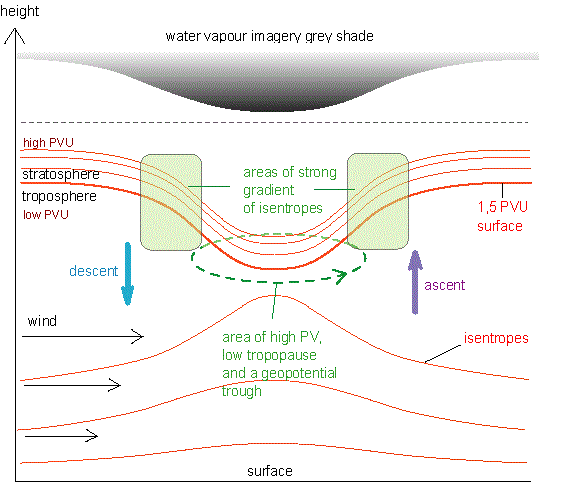 height
water vapour imagery grey shade
high PVU
stratosphere
troposphere
low PVU
areas of strong
gradient
of isentropes
1,5 PVU
surface
descent
ascent
wind
area of high PV,
low tropopause
and a geopotential
trough
isentropes
surface